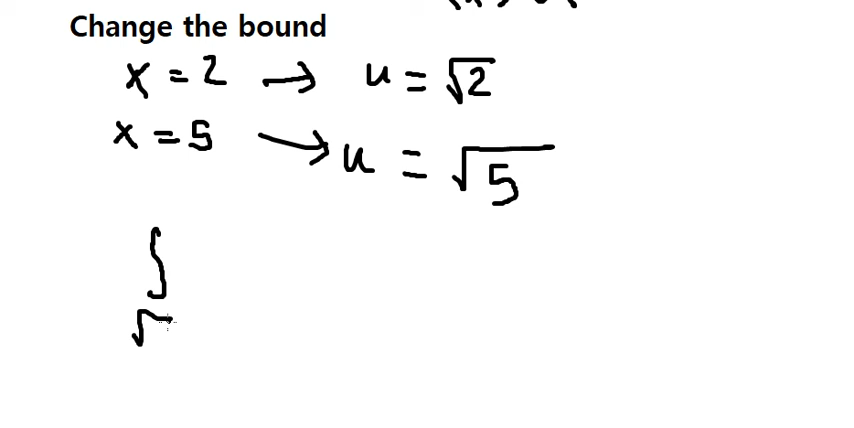 Change the bound
x = 2 → u = √2
x = 5 → u = √5
∫
√